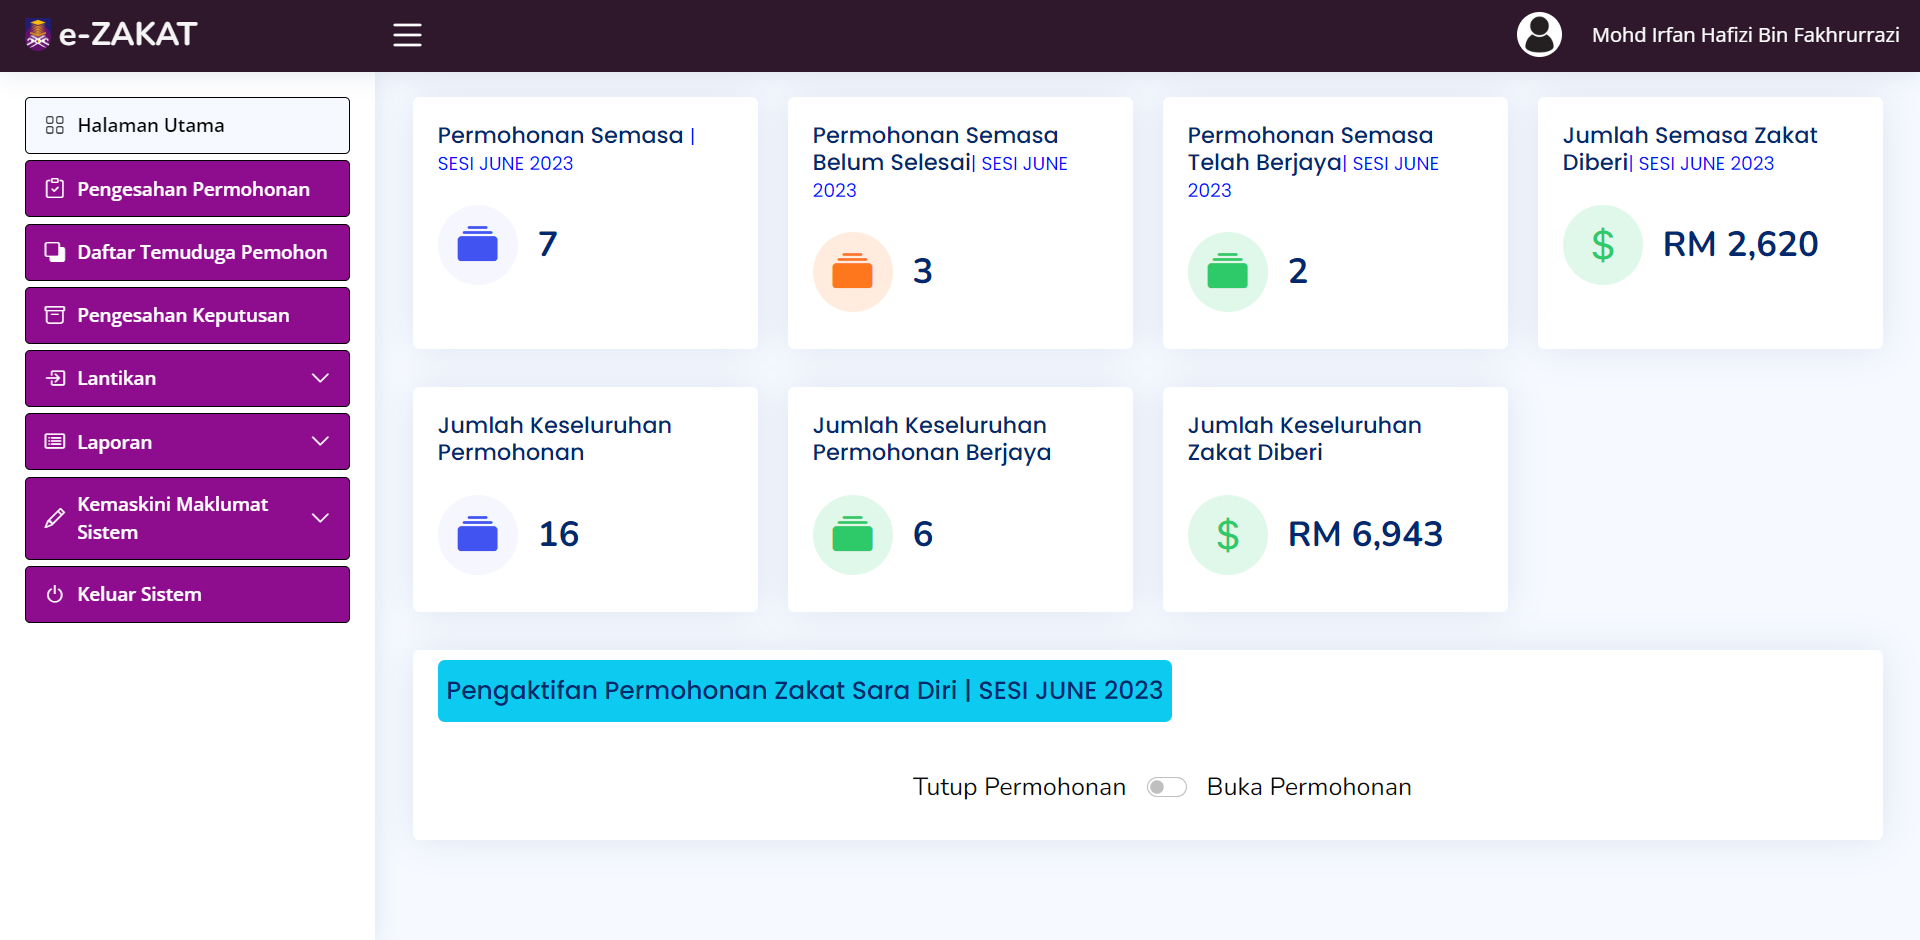 e-ZAKAT
Mohd Irfan Hafizi Bin Fakhrurrazi
Halaman Utama
Pengesahan Permohonan
Daftar Temuduga Pemohon
Pengesahan Keputusan
Lantikan
Laporan
Kemaskini Maklumat
Sistem
Keluar Sistem
Permohonan Semasa |
SESI JUNE 2023
7
Permohonan Semasa
Belum Selesai| SESI JUNE
2023
3
Permohonan Semasa
Telah Berjaya| SESI JUNE
2023
2
Jumlah Semasa Zakat
Diberi| SESI JUNE 2023
$ RM 2,620
Jumlah Keseluruhan
Permohonan
16
Jumlah Keseluruhan
Permohonan Berjaya
6
Jumlah Keseluruhan
Zakat Diberi
$ RM 6,943
Pengaktifan Permohonan Zakat Sara Diri | SESI JUNE 2023
Tutup Permohonan Buka Permohonan